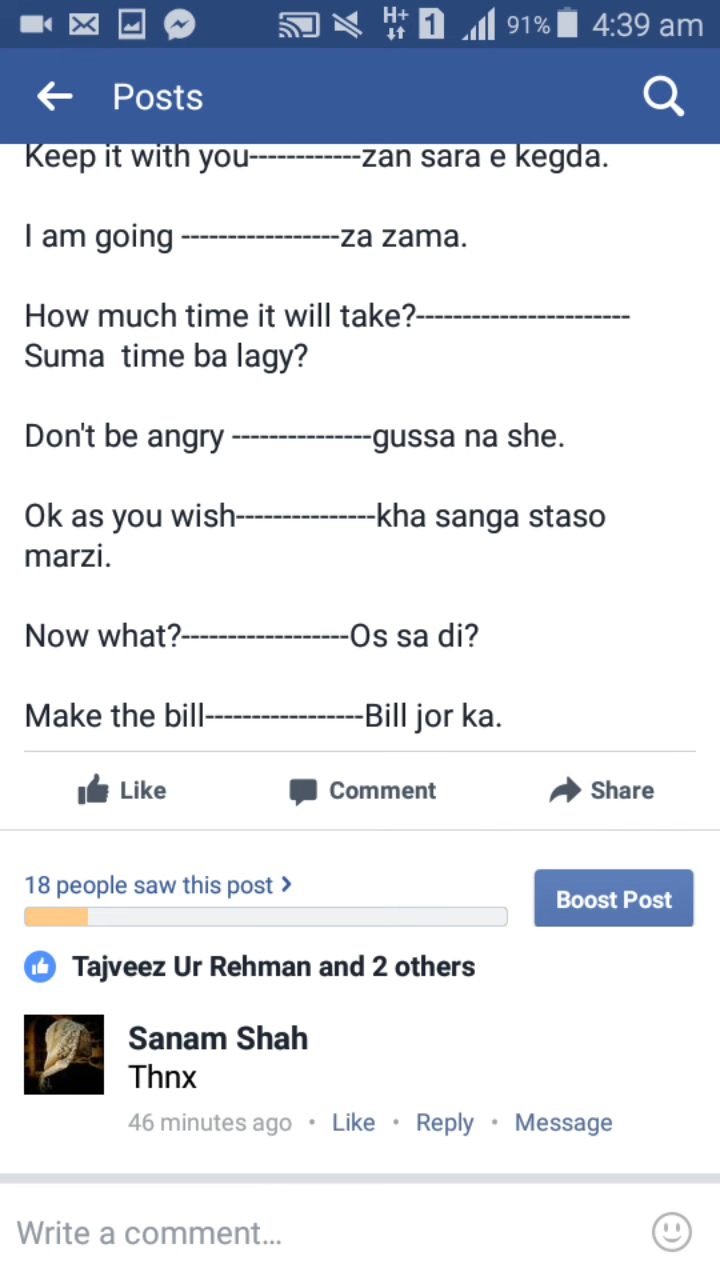 H+ 1 91% 4:39 am
Posts
Keep it with you------------zan sara e kegda.
I am going -----------------za zama.
How much time it will take?-----------------------
Suma  time ba lagy?
Don't be angry ---------------gussa na she.
Ok as you wish---------------kha sanga staso
marzi.
Now what?------------------Os sa di?
Make the bill-----------------Bill jor ka.
Like Comment Share
18 people saw this post >
Boost Post
Tajveez Ur Rehman and 2 others
Sanam Shah
Thnx
46 minutes ago • Like • Reply • Message
Write a comment...